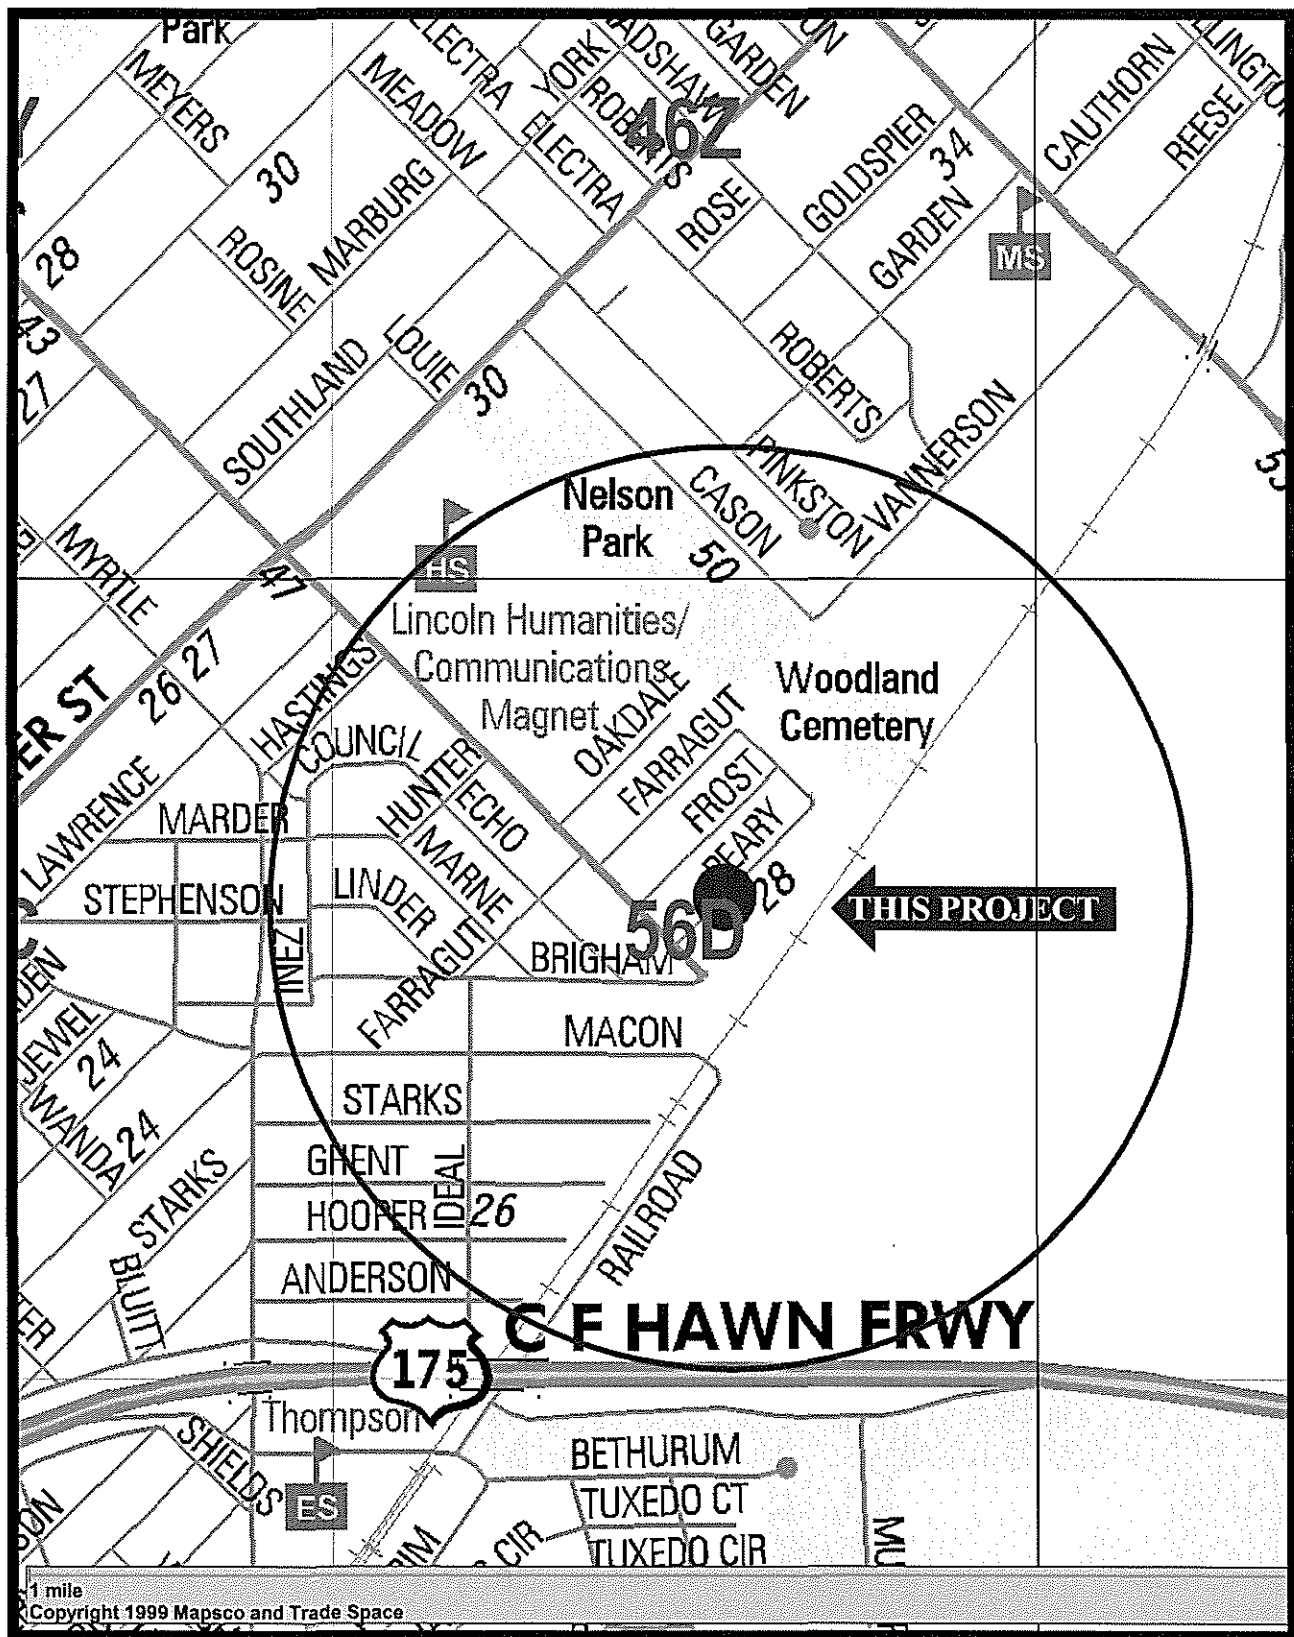 Park
MEYERS
ELECTRA
MEADOW
YORK
ROBERTS
GARDEN
46Z
ELECTRA
ROSE
GOLDSPIER
34
GARDEN
CAUTHORN
REESE
MS
30
MARBURG
ROSINE
28
43
27
SOUTHLAND
LOUIE
30
ROBERTS
PINKSTON
VANNERSON
CASON
50
Nelson
Park
HS
Lincoln Humanities/
Communications
Magnet
47
MYRTLE
26
27
HASTINGS
COUNCIL
HUNTER
ECHO
MARNE
OAKDALE
FARRAGUT
FROST
PEARY
28
Woodland
Cemetery
LAWRENCE
MARDER
STEPHENSON
LINDER
INEZ
FARRAGUT
BRIGHAM
56D
THIS PROJECT
JEWEL
24
WANDA
24
MACON
STARKS
GHENT
IDEAL
HOOPER
26
ANDERSON
STARKS
BLUITT
RAILROAD
C F HAWN FRWY
175
Thompson
SHIELDS
ES
BETHURUM
TUXEDO CT
TUXEDO CIR
CIR
MU
1 mile
Copyright 1999 Mapsco and Trade Space